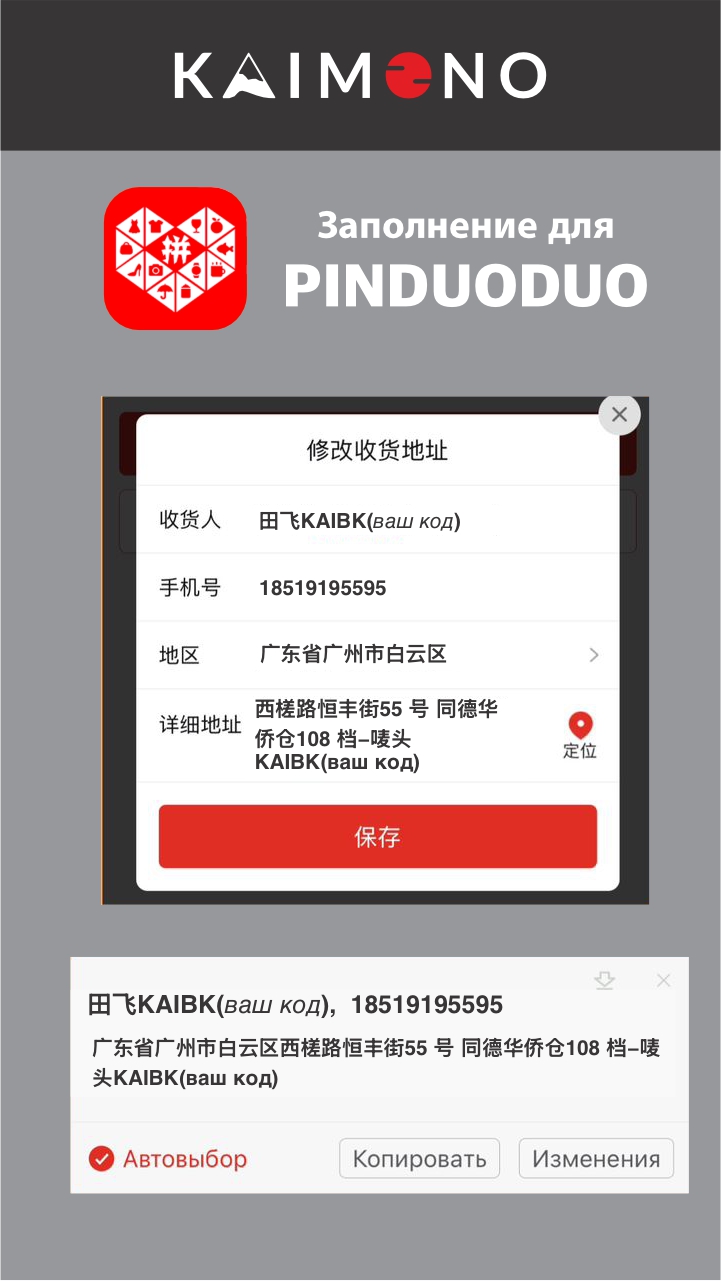 KAIMONO
拼
Заполнение для
PINDUODUO
修改收货地址
收货人 田飞KAIBK(ваш код)
手机号 18519195595
地区 广东省广州市白云区
详细地址 西槎路恒丰街55 号 同德华
侨仓108 档–唛头
KAIBK(ваш код)
定位
保存
田飞KAIBK(ваш код), 18519195595
广东省广州市白云区西槎路恒丰街55 号 同德华侨仓108 档–唛
头KAIBK(ваш код)
Автовыбор Копировать Изменения